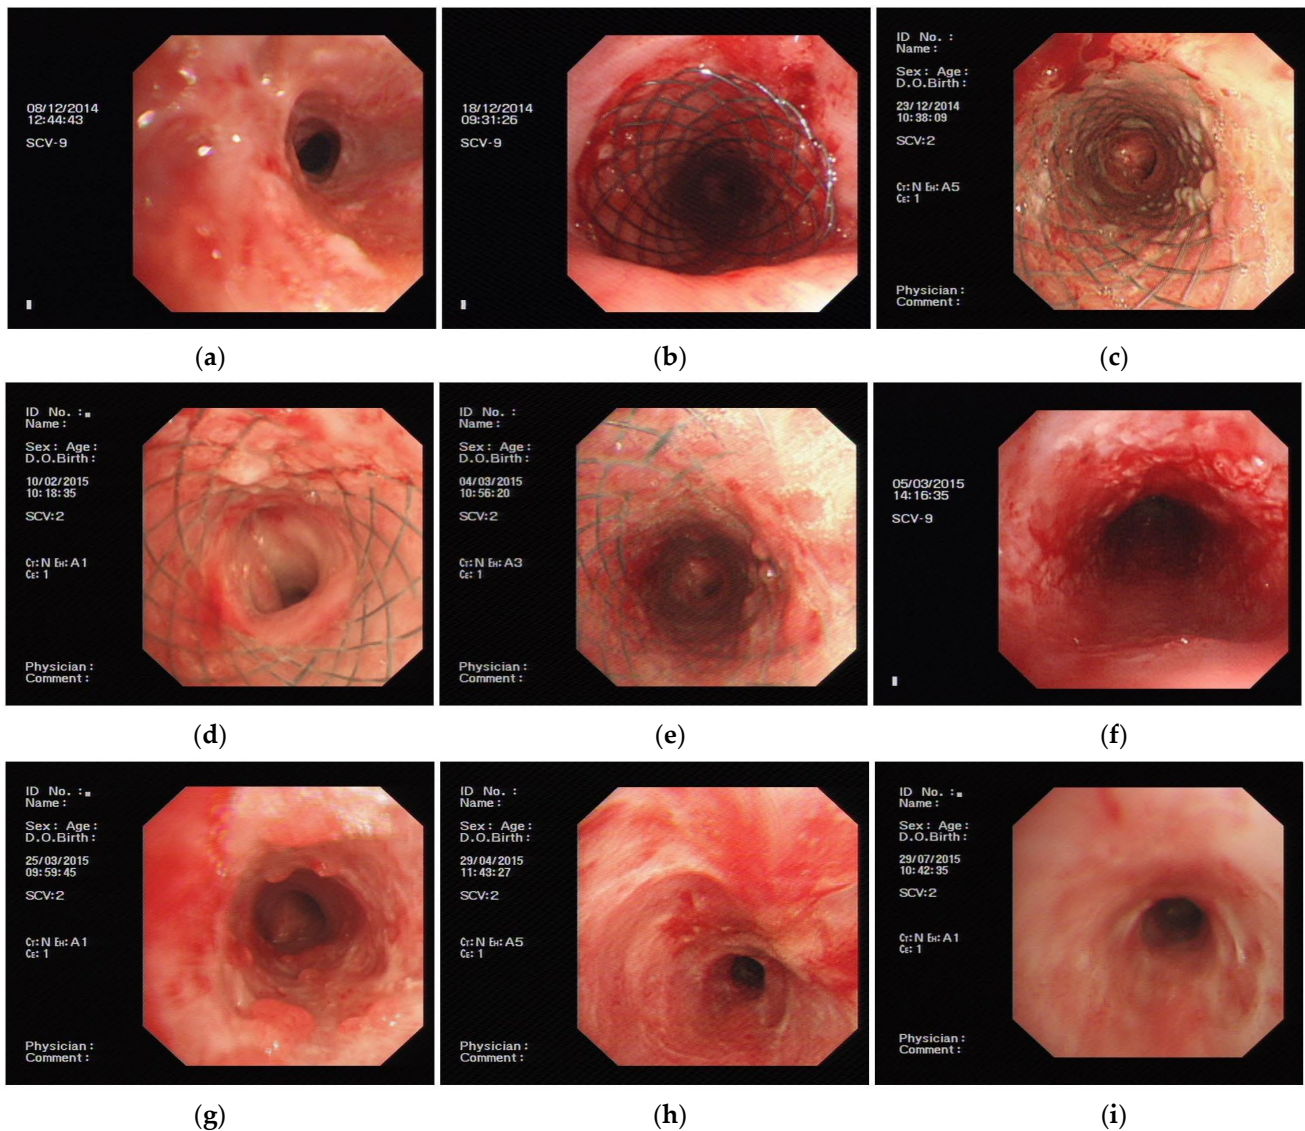 08/12/2014
12:44:43
SCV-9
(a)
18/12/2014
09:31:26
SCV-9
(b)
ID No. :
Name:
Sex: Age:
D.O.Birth:
23/12/2014
10:38:09
SCV:2
Ct:N Eh:A5
Ce:1
Physician:
Comment:
(c)
ID No. :
Name:
Sex: Age:
D.O.Birth:
10/02/2015
10:18:35
SCV:2
Ct:N Eh:A1
Ce:1
Physician:
Comment:
(d)
ID No. :
Name:
Sex: Age:
D.O.Birth:
04/03/2015
10:56:20
SCV:2
Ct:N Eh:A3
Ce:1
Physician:
Comment:
(e)
05/03/2015
14:16:35
SCV-9
(f)
ID No. :
Name:
Sex: Age:
D.O.Birth:
25/03/2015
09:59:45
SCV:2
Ct:N Eh:A1
Ce:1
Physician:
Comment:
(g)
ID No. :
Name:
Sex: Age:
D.O.Birth:
29/04/2015
11:43:27
SCV:2
Ct:N Eh:A5
Ce:1
Physician:
Comment:
(h)
ID No. :
Name:
Sex: Age:
D.O.Birth:
29/07/2015
10:42:35
SCV:2
Ct:N Eh:A1
Ce:1
Physician:
Comment:
(i)